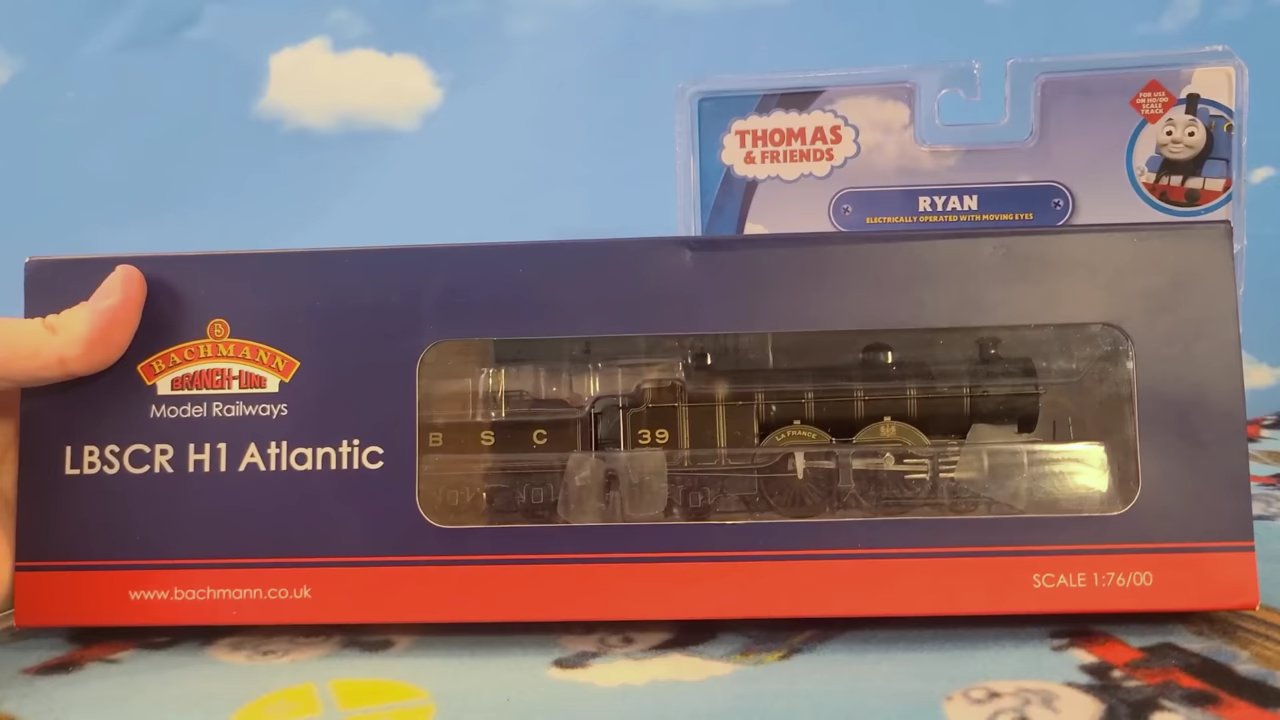 FOR USE
ON HO/OO
SCALE
TRACK
THOMAS
& FRIENDS
RYAN
ELECTRICALLY OPERATED WITH MOVING EYES
B
BACHMANN
BRANCH-LINE
Model Railways
LBSCR H1 Atlantic
B S C
39
LA FRANCE
www.bachmann.co.uk
SCALE 1:76/00